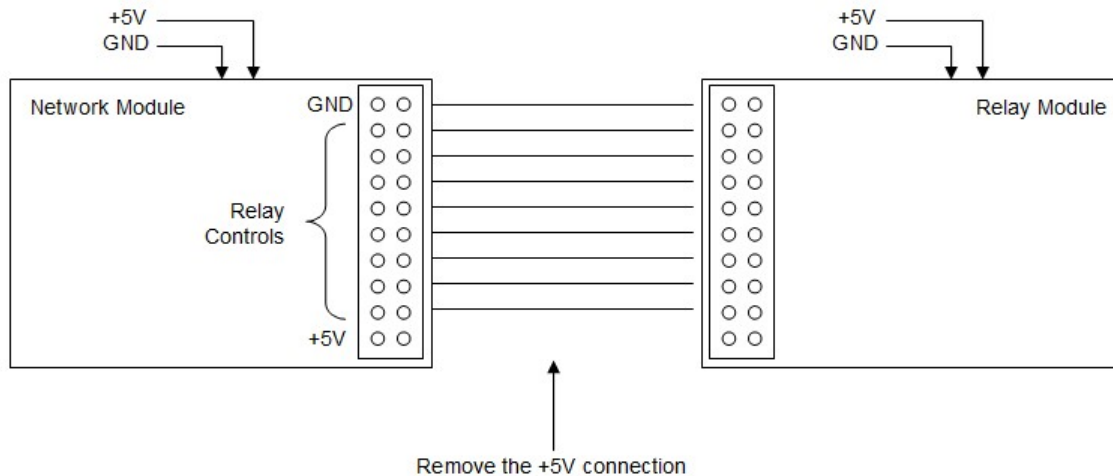 +5V
GND
+5V
GND
Network Module
GND
Relay Module
Relay
Controls
+5V
Remove the +5V connection